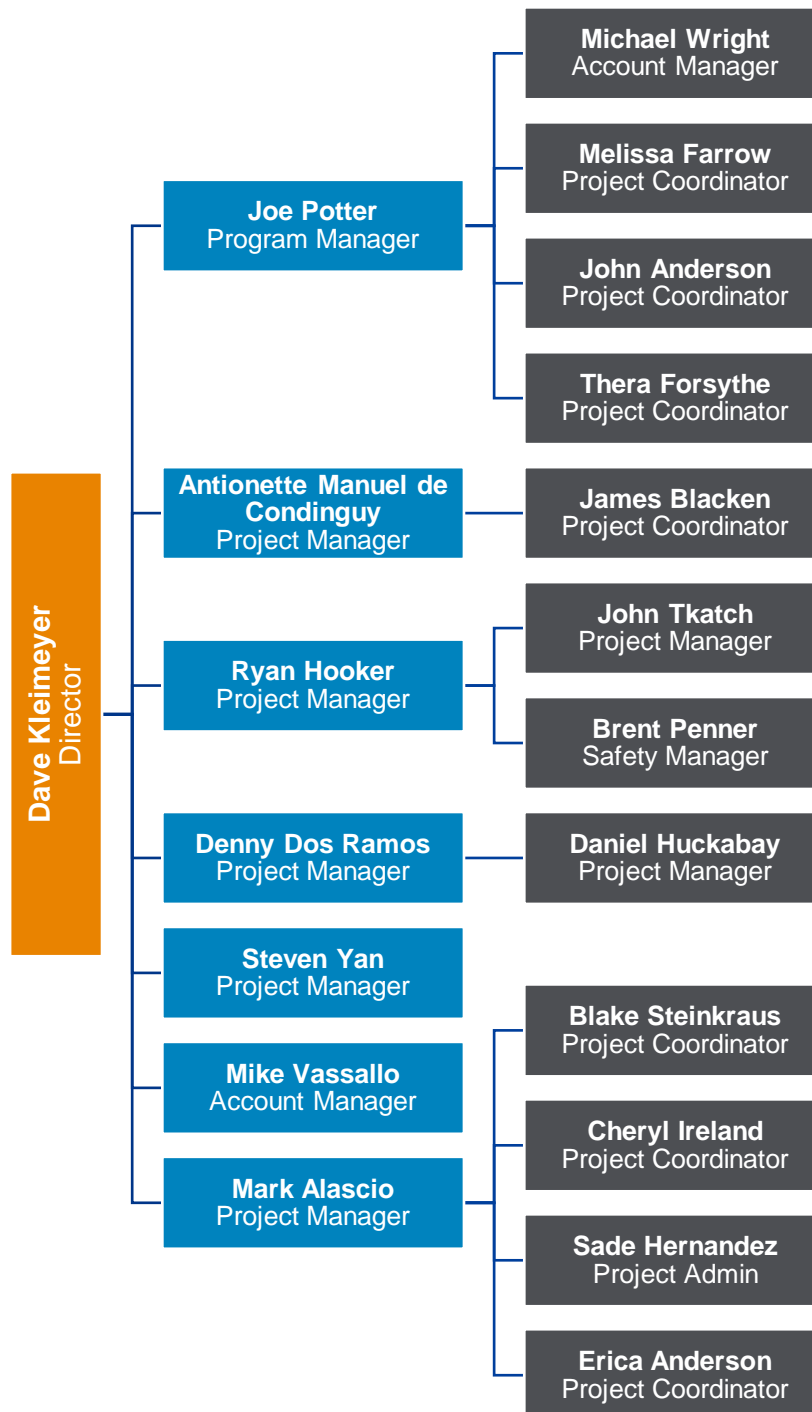 Dave Kleimeyer
Director
Joe Potter
Program Manager
Michael Wright
Account Manager
Melissa Farrow
Project Coordinator
John Anderson
Project Coordinator
Thera Forsythe
Project Coordinator
Antionette Manuel de
Condinguy
Project Manager
James Blacken
Project Coordinator
Ryan Hooker
Project Manager
John Tkatch
Project Manager
Brent Penner
Safety Manager
Denny Dos Ramos
Project Manager
Daniel Huckabay
Project Manager
Steven Yan
Project Manager
Mike Vassallo
Account Manager
Mark Alascio
Project Manager
Blake Steinkraus
Project Coordinator
Cheryl Ireland
Project Coordinator
Sade Hernandez
Project Admin
Erica Anderson
Project Coordinator